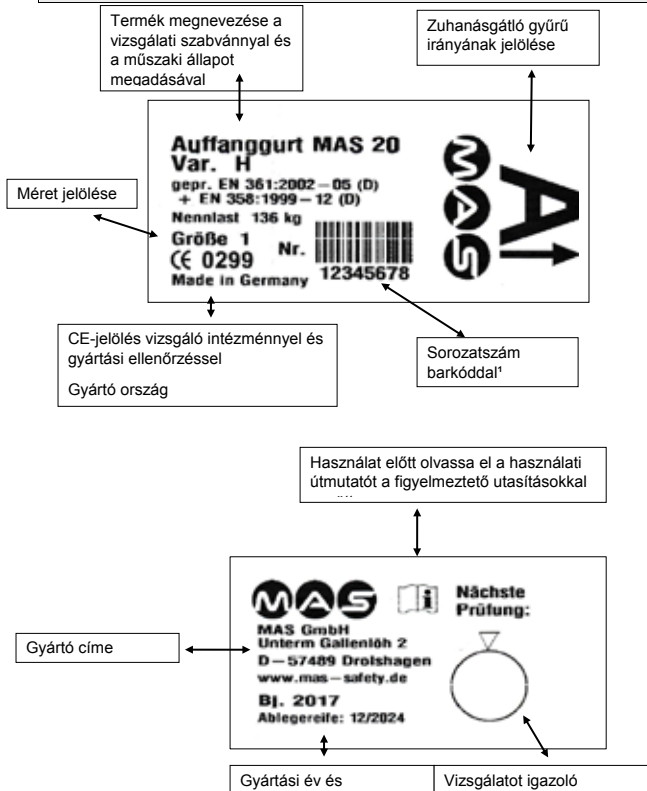 Termék megnevezése a
vizsgálati szabvánnyal és
a műszaki állapot
megadásával
Zuhanásgátló gyűrű
irányának jelölése
Méret jelölése
Auffanggurt MAS 20
Var. H
gepr. EN 361:2002–05 (D)
+ EN 358:1999–12 (D)
Nennlast 136 kg
Größe 1
CE 0299
Nr.
12345678
Made in Germany
MAS
A
CE-jelölés vizsgáló intézménnyel és
gyártási ellenőrzéssel
Gyártó ország
Sorozatszám
barkóddal¹
Használat előtt olvassa el a használati
útmutatót a figyelmeztető utasításokkal
Gyártó címe
MAS
MAS GmbH
Unterm Gallenlöh 2
D–57489 Drolshagen
www.mas–safety.de
Bj. 2017
Ablegereife: 12/2024
i
Nächste
Prüfung:
Gyártási év és
Vizsgálatot igazoló